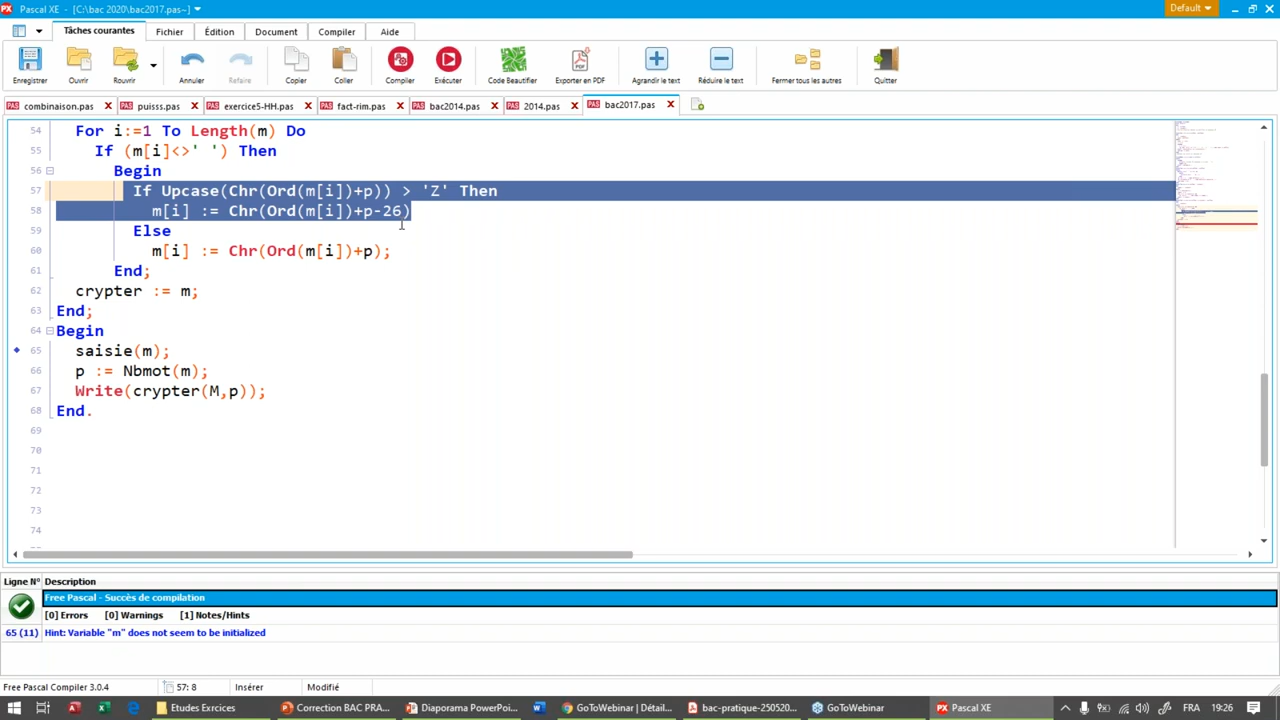 Pascal XE - [C:\bac 2020\bac2017.pas~]
Default
Tâches courantes Fichier Édition Document Compiler Aide
Enregistrer Ouvrir Rouvrir Annuler Refaire Copier Coller Compiler Exécuter Code Beautifier Exporter en PDF Agrandir le text Réduire le text Fermer tous les autres Quitter
combinaison.pas puisss.pas exercice5-HH.pas fact-rim.pas bac2014.pas 2014.pas bac2017.pas
54 For i:=1 To Length(m) Do
55 If (m[i]<>' ') Then
56 Begin
57 If Upcase(Chr(Ord(m[i])+p)) > 'Z' Then
58 m[i] := Chr(Ord(m[i])+p-26)
59 Else
60 m[i] := Chr(Ord(m[i])+p);
61 End;
62 crypter := m;
63 End;
64 Begin
65 saisie(m);
66 p := Nbmot(m);
67 Write(crypter(M,p));
68 End.
69
70
71
72
73
74
Ligne N° Description
Free Pascal - Succès de compilation
[0] Errors [0] Warnings [1] Notes/Hints
65 (11) Hint: Variable "m" does not seem to be initialized
Free Pascal Compiler 3.0.4 57: 8 Insérer Modifié
Etudes Exrcices Correction BAC PRA... Diaporama PowerPoi... GoToWebinar | Détail... bac-pratique-250520... GoToWebinar Pascal XE FRA 19:26